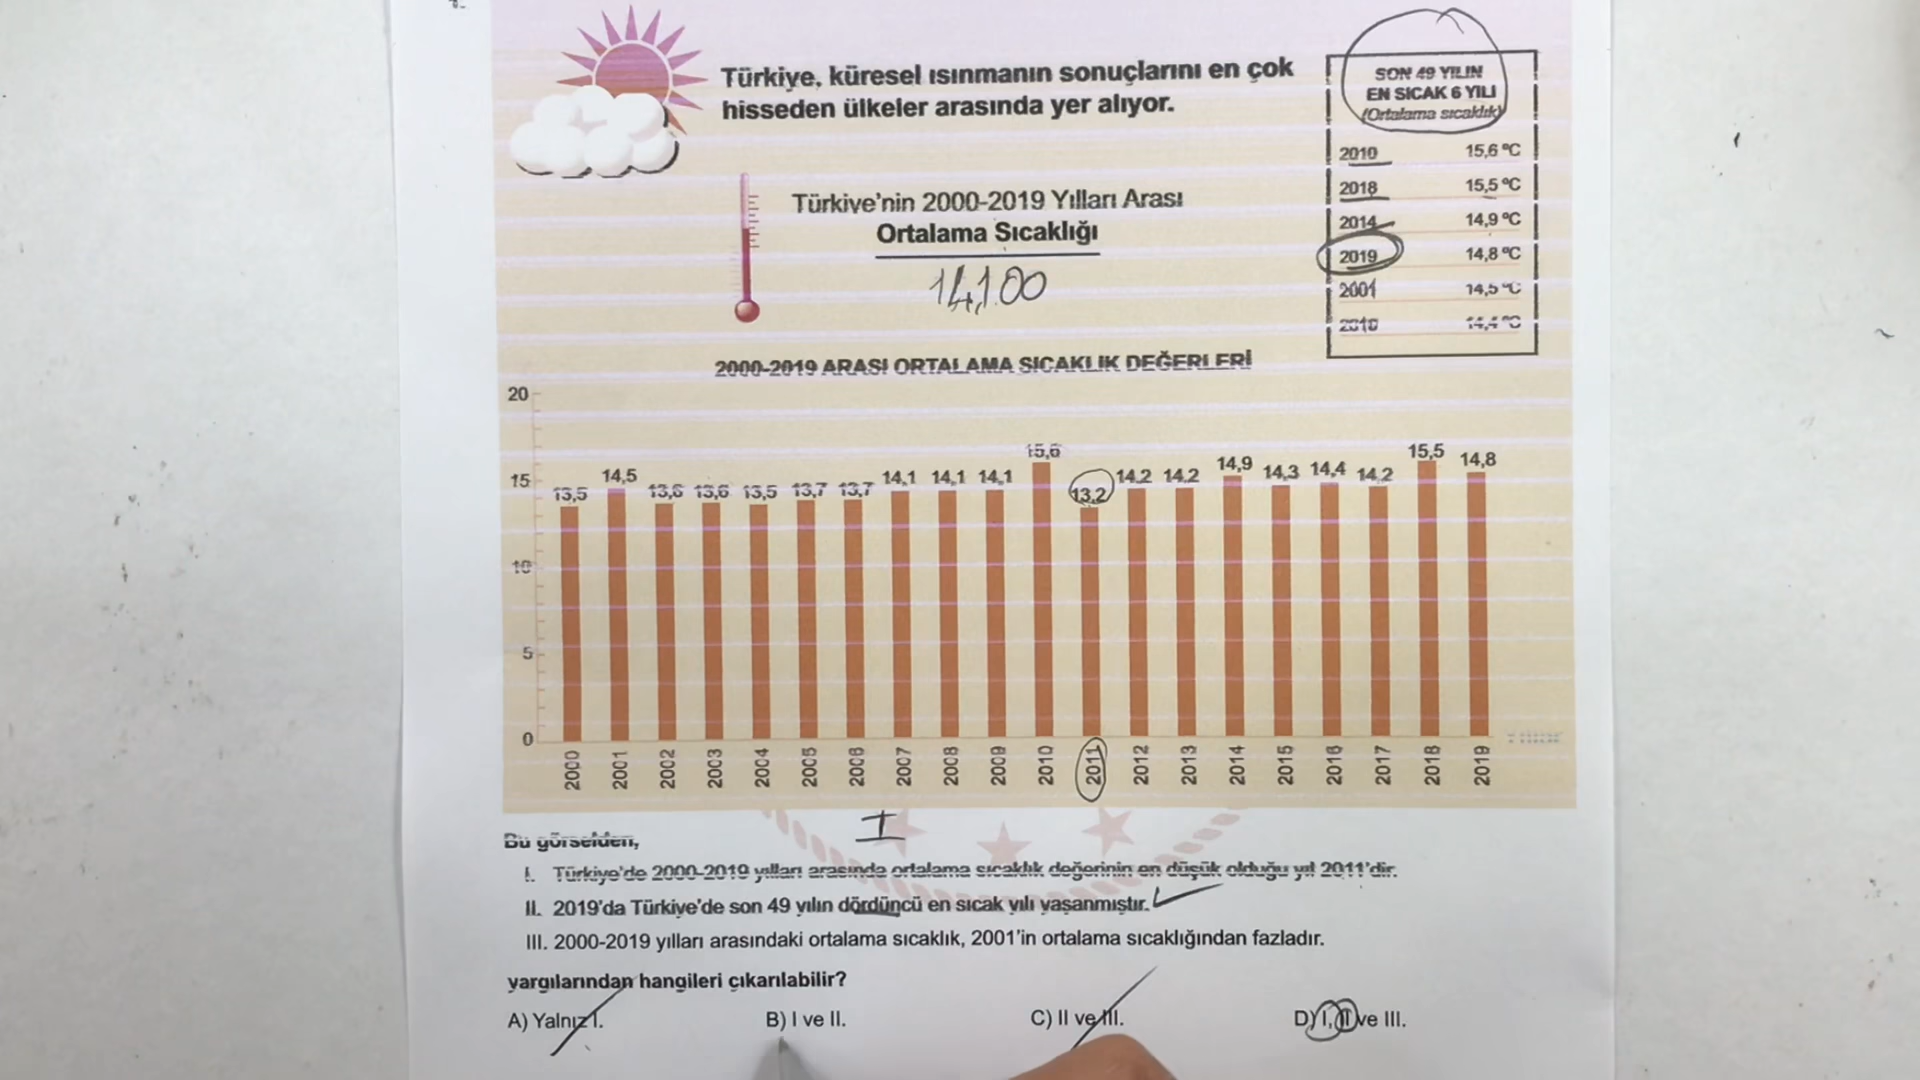 Türkiye, küresel ısınmanın sonuçlarını en çok
hisseden ülkeler arasında yer alıyor.
SON 49 YILIN
EN SICAK 6 YILI
(Ortalama sıcaklık)
2010 15,6 ºC
2018 15,5 ºC
2014 14,9 ºC
2019 14,8 ºC
2001 14,5 ºC
14,4 ºC
Türkiye'nin 2000-2019 Yılları Arası
Ortalama Sıcaklığı
2000-2019 ARASI ORTALAMA SICAKLIK DEĞERLERİ
20
15
10
5
0
13,5 14,5 13,6 13,6 13,5 13,7 13,7 14,1 14,1 14,1 15,6 13,2 14,2 14,2 14,9 14,3 14,4 14,2 15,5 14,8
2000 2001 2002 2003 2004 2005 2006 2007 2008 2009 2010 2011 2012 2013 2014 2015 2016 2017 2018 2019
I
Bu görselden,
I. Türkiye'de 2000-2019 yılları arasında ortalama sıcaklık değerinin en düşük olduğu yıl 2011'dir.
II. 2019'da Türkiye'de son 49 yılın dördüncü en sıcak yılı yaşanmıştır.
III. 2000-2019 yılları arasındaki ortalama sıcaklık, 2001'in ortalama sıcaklığından fazladır.
yargılarından hangileri çıkarılabilir?
A) Yalnız I. B) I ve II. C) II ve III. D) I, II ve III.